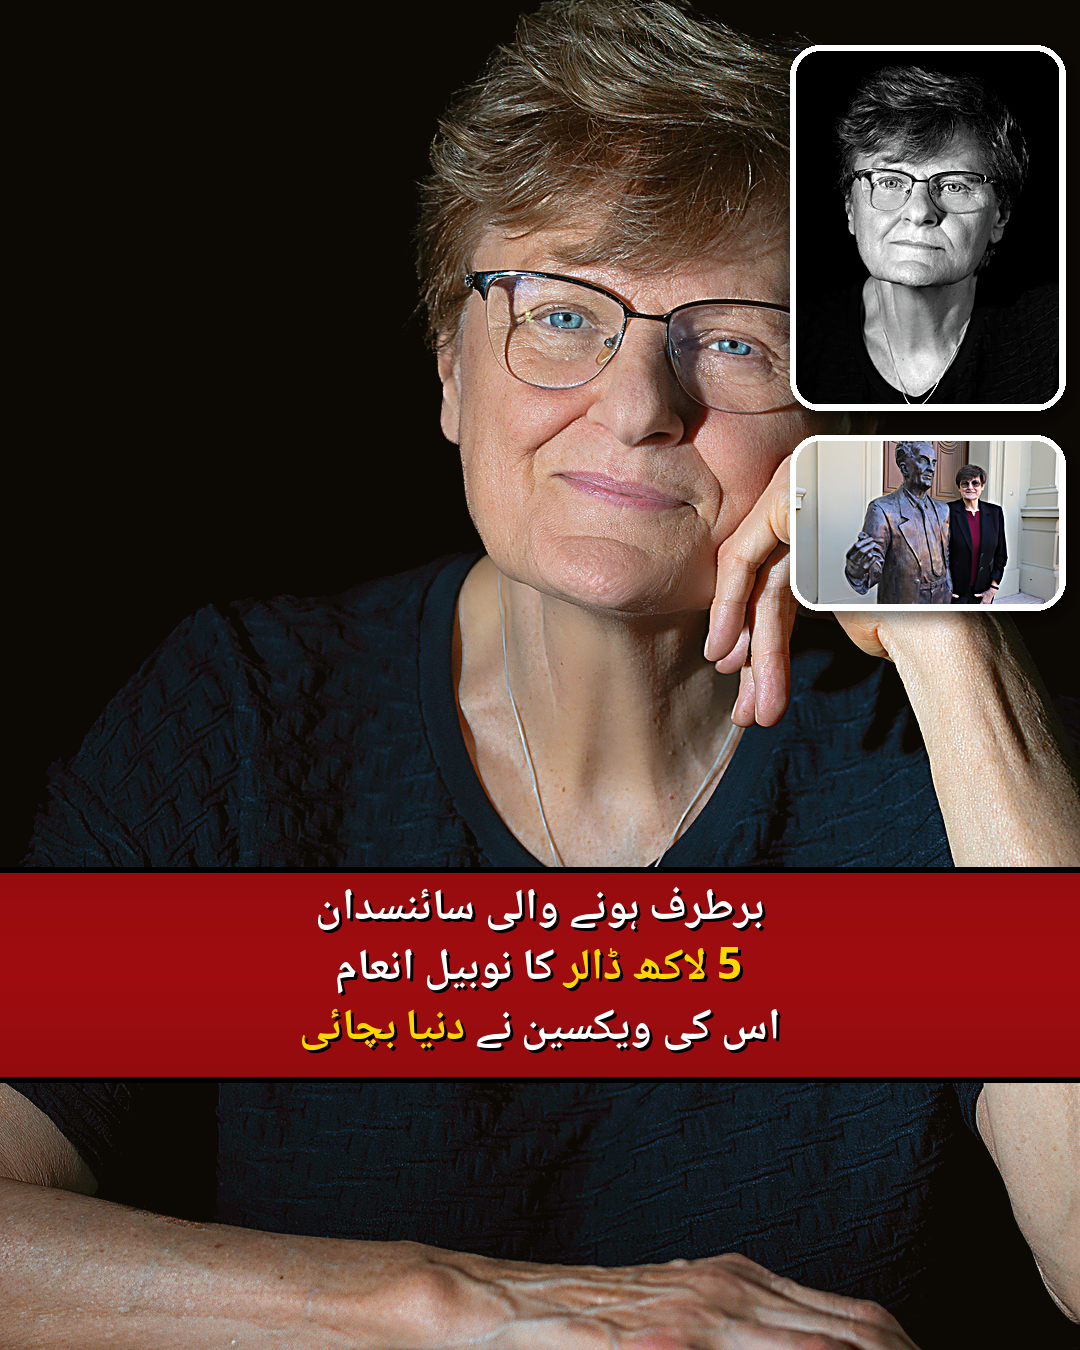 برطرف ہونے والی سائنسدان
5 لاکھ ڈالر کا نوبیل انعام
اس کی ویکسین نے دنیا بچائی